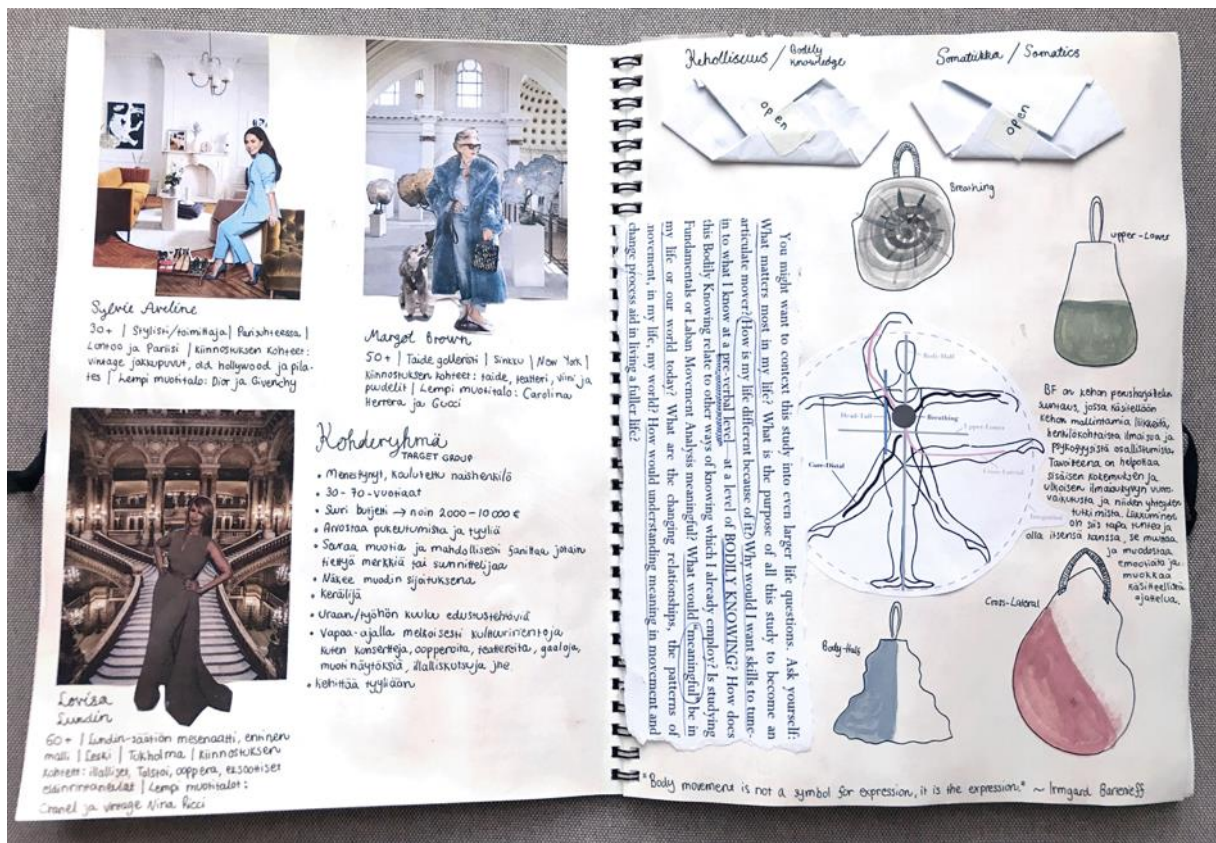 Sylvie Aveline
30+ | Stylisti/toimittaja | Parisuhteessa |
Lontoo ja Pariisi | Kiinnostuksen kohteet:
vintage jakkupuvut, old hollywood ja pila-
tes | Lempi muotitalo: Dior ja Givenchy
Margot Brown
50+ | Taide galleristi | Sinkku | New York |
Kiinnostuksen kohteet: taide, teatteri, viini ja
puudelit | Lempi muotitalo: Carolina
Herrera ja Gucci
Lovisa
Lundin
60+ | Lundin-säätiön mesenaatti, entinen
malli | Leski | Tukholma | Kiinnostuksen
kohteet: illalliset, Tolstoi, ooppera, eksoottiset
Chanel ja vintage Nina Ricci
Kohderyhmä
TARGET GROUP
• Menestynyt, koulutettu naishenkilö
• 30-70-vuotiaat
• Suuri budjetti → noin 2000-10 000 €
• Arvostaa pukeutumista ja tyyliä
• Seuraa muotia ja mahdollisesti fanittaa jotain
tiettyä merkkiä tai suunnittelijaa
• Näkee muodin sijoituksena
• Keräilijä
• Uraan/työhön kuuluu edustustehtäviä
• Vapaa-ajalla melkoisesti kulttuurimenoja
kuten konsertteja, oopperoita, teattereita, gaaloja,
muotinäytöksiä, illalliskutsuja jne.
• Kehittää tyyliään
Kehollisuus / Bodily
Knowledge
Somatiikka / Somatics
open
open
Breathing
upper-Lower
You might want to context this study into even larger life questions. Ask yourself:
What matters most in my life? What is the purpose of all this study to become an
articulate mover? How is my life different because of it? Why would I want skills to tune-
in to what I know at a pre-verbal level—at a level of BODILY KNOWING? How does
this Bodily Knowing relate to other ways of knowing which I already employ? Is studying
Fundamentals or Laban Movement Analysis meaningful? What would "meaningful" be in
my life or our world today? What are the changing relationships, the patterns of
movement, in my life, my world? How would understanding meaning in movement and
change process aid in living a fuller life?
Body-Half
Head-Tail
Breathing
Upper-Lower
Core-Distal
Cross-Lateral
Integration
BF on kehon perusharjoitelu
suuntaus, jossa käsitellään
kehon mallintamia liikkeitä,
henkilökohtaista ilmaisua ja
psykofyysistä osallistumista.
Tavoitteena on helpottaa
sisäisen kokemuksen ja
ulkoisen ilmaisukyvyn vuoro-
vaikutusta ja niiden yhteyden
tutkimista. Liikkuminen
on siis tapa tuntea ja
olla itsensä kanssa, se muuttaa
ja muodostaa
emootioita ja
muokkaa
käsitteellistä
ajattelua.
Body-Half
Cross-Lateral
"Body movement is not a symbol for expression, it is the expression." ~ Irmgard Bartenieff